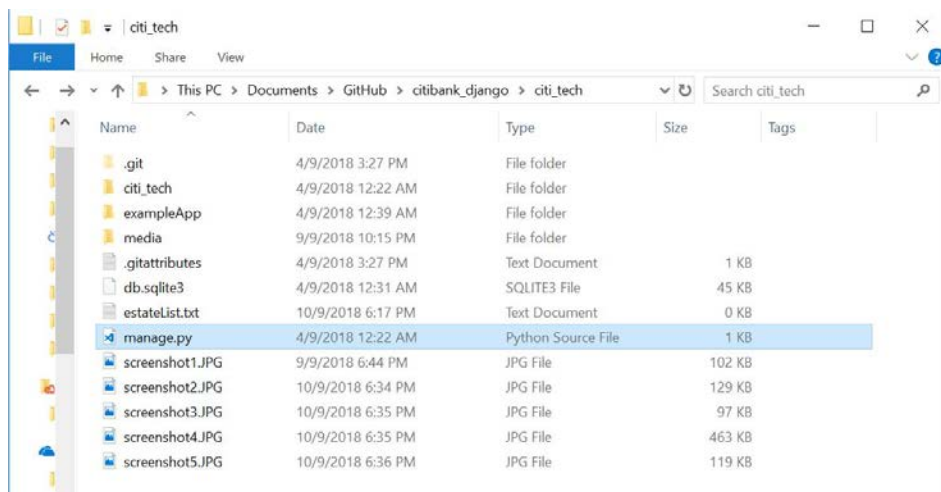 citi_tech
File Home Share View
This PC > Documents > GitHub > citibank_django > citi_tech Search citi_tech
Name Date Type Size Tags
.git 4/9/2018 3:27 PM File folder
citi_tech 4/9/2018 12:22 AM File folder
exampleApp 4/9/2018 12:39 AM File folder
media 9/9/2018 10:15 PM File folder
.gitattributes 4/9/2018 3:27 PM Text Document 1 KB
db.sqlite3 4/9/2018 12:31 AM SQLITE3 File 45 KB
estateList.txt 10/9/2018 6:17 PM Text Document 0 KB
manage.py 4/9/2018 12:22 AM Python Source File 1 KB
screenshot1.JPG 9/9/2018 6:44 PM JPG File 102 KB
screenshot2.JPG 10/9/2018 6:34 PM JPG File 129 KB
screenshot3.JPG 10/9/2018 6:35 PM JPG File 97 KB
screenshot4.JPG 10/9/2018 6:35 PM JPG File 463 KB
screenshot5.JPG 10/9/2018 6:36 PM JPG File 119 KB